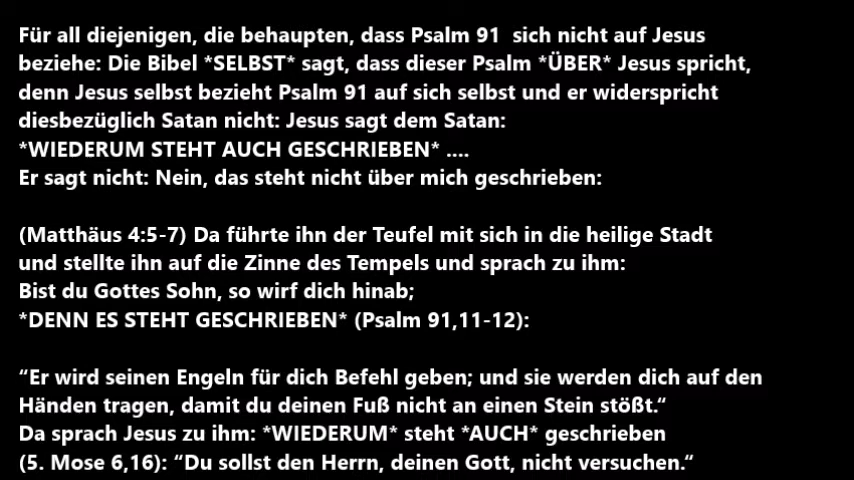 Für all diejenigen, die behaupten, dass Psalm 91  sich nicht auf Jesus
beziehe: Die Bibel *SELBST* sagt, dass dieser Psalm *ÜBER* Jesus spricht,
denn Jesus selbst bezieht Psalm 91 auf sich selbst und er widerspricht
diesbezüglich Satan nicht: Jesus sagt dem Satan:
*WIEDERUM STEHT AUCH GESCHRIEBEN* ....
Er sagt nicht: Nein, das steht nicht über mich geschrieben:
(Matthäus 4:5-7) Da führte ihn der Teufel mit sich in die heilige Stadt
und stellte ihn auf die Zinne des Tempels und sprach zu ihm:
Bist du Gottes Sohn, so wirf dich hinab;
*DENN ES STEHT GESCHRIEBEN* (Psalm 91,11-12):
“Er wird seinen Engeln für dich Befehl geben; und sie werden dich auf den
Händen tragen, damit du deinen Fuß nicht an einen Stein stößt.“
Da sprach Jesus zu ihm: *WIEDERUM* steht *AUCH* geschrieben
(5. Mose 6,16): “Du sollst den Herrn, deinen Gott, nicht versuchen.“